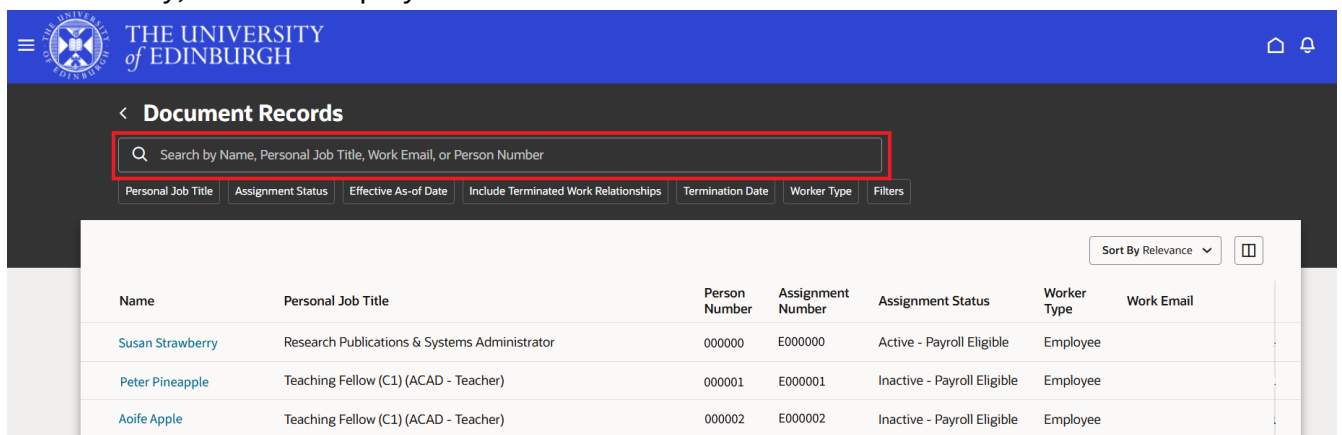 THE UNIVERSITY
of EDINBURGH
Document Records
Search by Name, Personal Job Title, Work Email, or Person Number
Personal Job Title Assignment Status Effective As-of Date Include Terminated Work Relationships Termination Date Worker Type Filters
Sort By Relevance
Name Personal Job Title Person Number Assignment Number Assignment Status Worker Type Work Email
Susan Strawberry Research Publications & Systems Administrator 000000 E000000 Active - Payroll Eligible Employee
Peter Pineapple Teaching Fellow (C1) (ACAD - Teacher) 000001 E000001 Inactive - Payroll Eligible Employee
Aoife Apple Teaching Fellow (C1) (ACAD - Teacher) 000002 E000002 Inactive - Payroll Eligible Employee